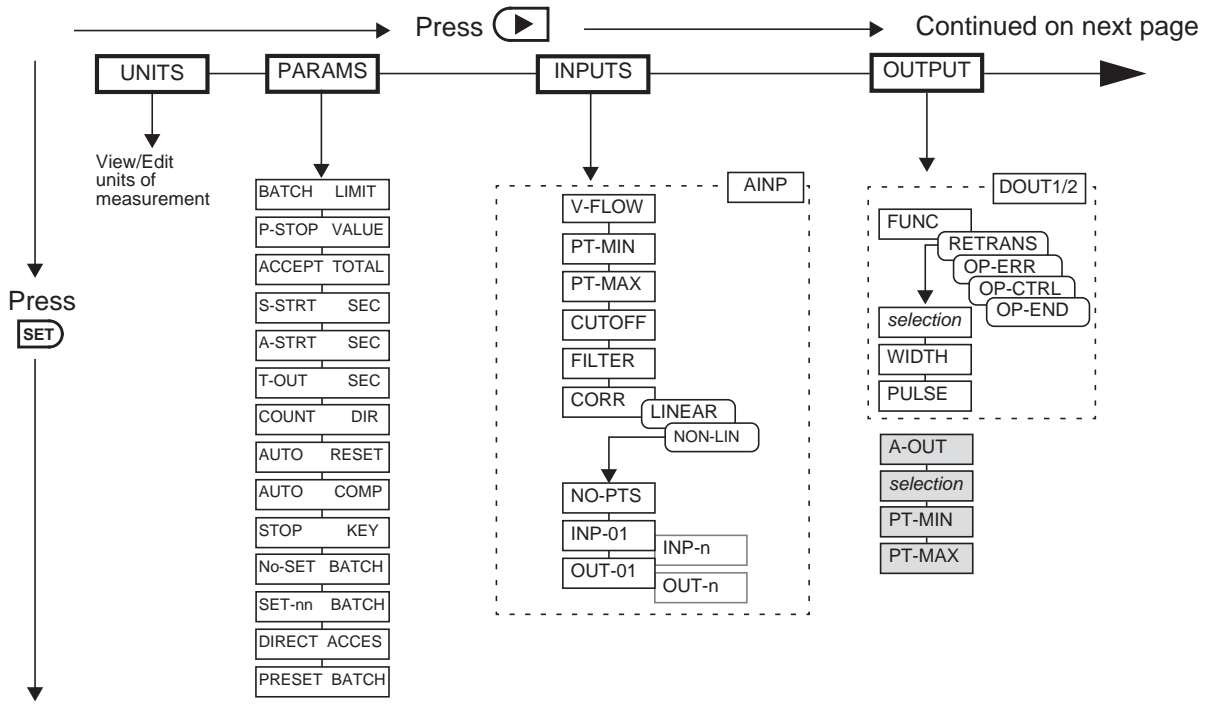 Press
Continued on next page
UNITS
PARAMS
INPUTS
OUTPUT
View/Edit
units of
measurement
Press
SET
BATCH LIMIT
P-STOP VALUE
ACCEPT TOTAL
S-STRT SEC
A-STRT SEC
T-OUT SEC
COUNT DIR
AUTO RESET
AUTO COMP
STOP KEY
No-SET BATCH
SET-nn BATCH
DIRECT ACCES
PRESET BATCH
AINP
V-FLOW
PT-MIN
PT-MAX
CUTOFF
FILTER
CORR
LINEAR
NON-LIN
NO-PTS
INP-01
INP-n
OUT-01
OUT-n
DOUT1/2
FUNC
RETRANS
OP-ERR
OP-CTRL
OP-END
selection
WIDTH
PULSE
A-OUT
selection
PT-MIN
PT-MAX